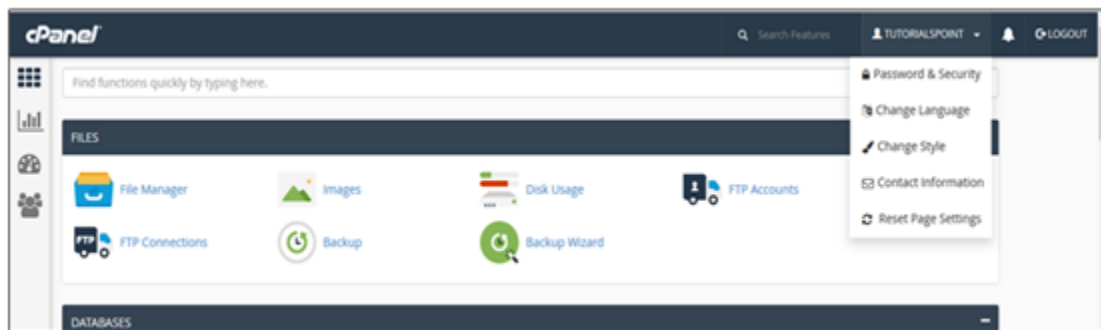 cPanel
Search Features
TUTORIALSPOINT
LOGOUT
Find functions quickly by typing here.
Password & Security
Change Language
Change Style
Contact Information
Reset Page Settings
FILES
File Manager
Images
Disk Usage
FTP Accounts
FTP Connections
FTP
Backup
Backup Wizard
DATABASES